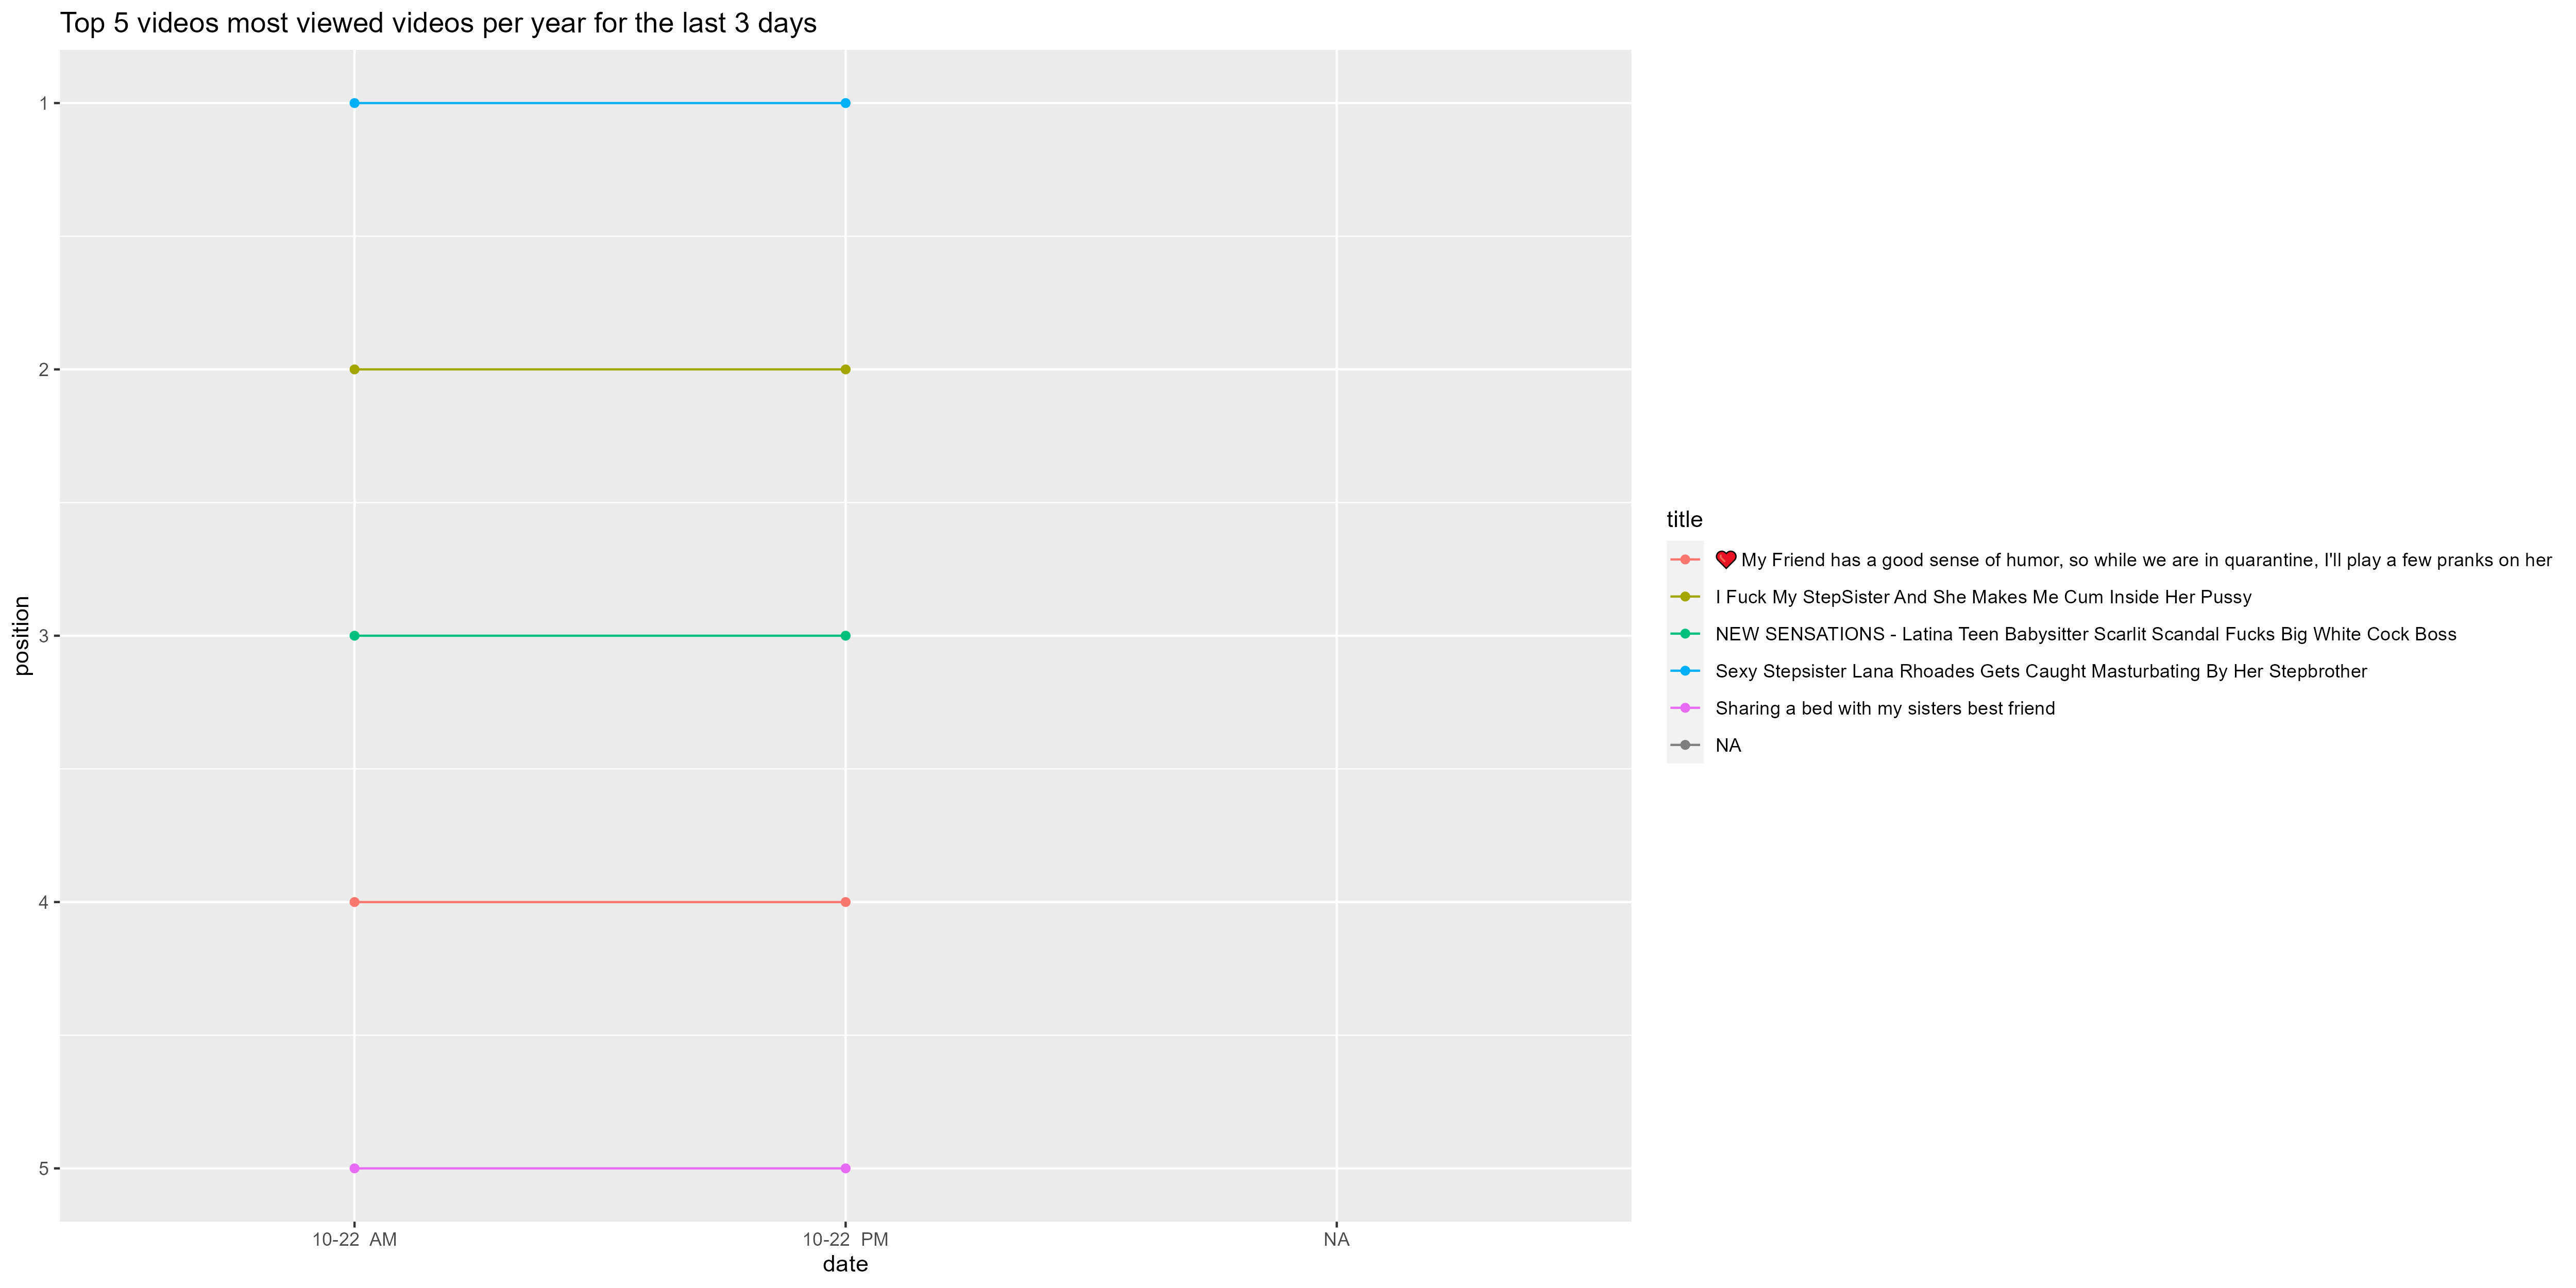 Top 5 videos most viewed videos per year for the last 3 days
position
1
2
3
4
5
10-22 AM
10-22 PM
NA
date
title
❤ My Friend has a good sense of humor, so while we are in quarantine, I'll play a few pranks on her
I Fuck My StepSister And She Makes Me Cum Inside Her Pussy
NEW SENSATIONS - Latina Teen Babysitter Scarlit Scandal Fucks Big White Cock Boss
Sexy Stepsister Lana Rhoades Gets Caught Masturbating By Her Stepbrother
Sharing a bed with my sisters best friend
NA